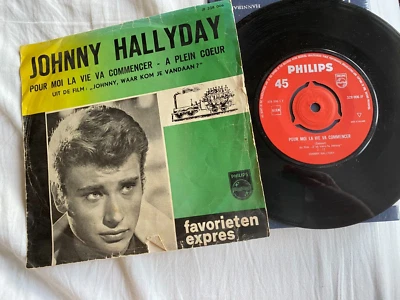 JOHNNY HALLYDAY
POUR MOI LA VIE VA COMMENCER - A PLEIN COEUR
UIT DE FILM: „JOHNNY, WAAR KOM JE VANDAAN?"
PHILIPS
favorieten
expres
PHILIPS
45
POUR MOI LA VIE VA COMMENCER